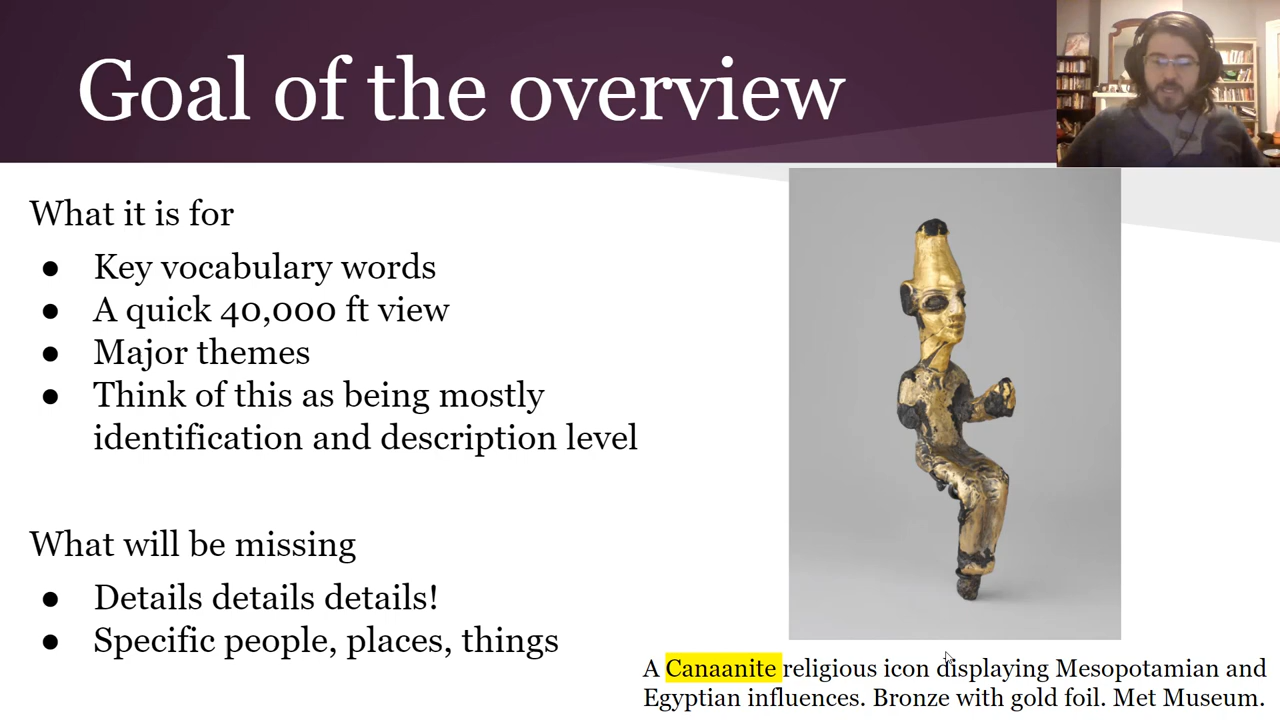 Goal of the overview
What it is for
● Key vocabulary words
● A quick 40,000 ft view
● Major themes
● Think of this as being mostly
identification and description level
What will be missing
● Details details details!
● Specific people, places, things
A Canaanite religious icon displaying Mesopotamian and
Egyptian influences. Bronze with gold foil. Met Museum.